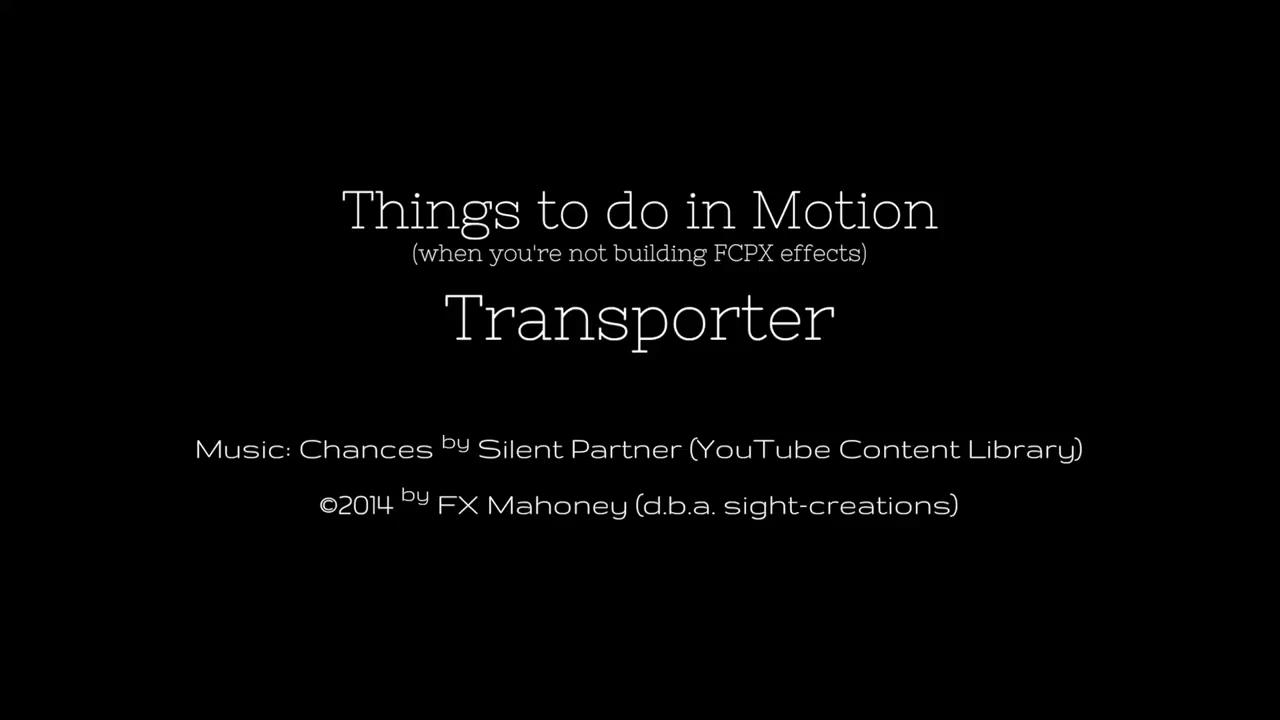 Things to do in Motion
(when you're not building FCPX effects)
Transporter
Music: Chances by Silent Partner (YouTube Content Library)
©2014 by FX Mahoney (d.b.a. sight-creations)